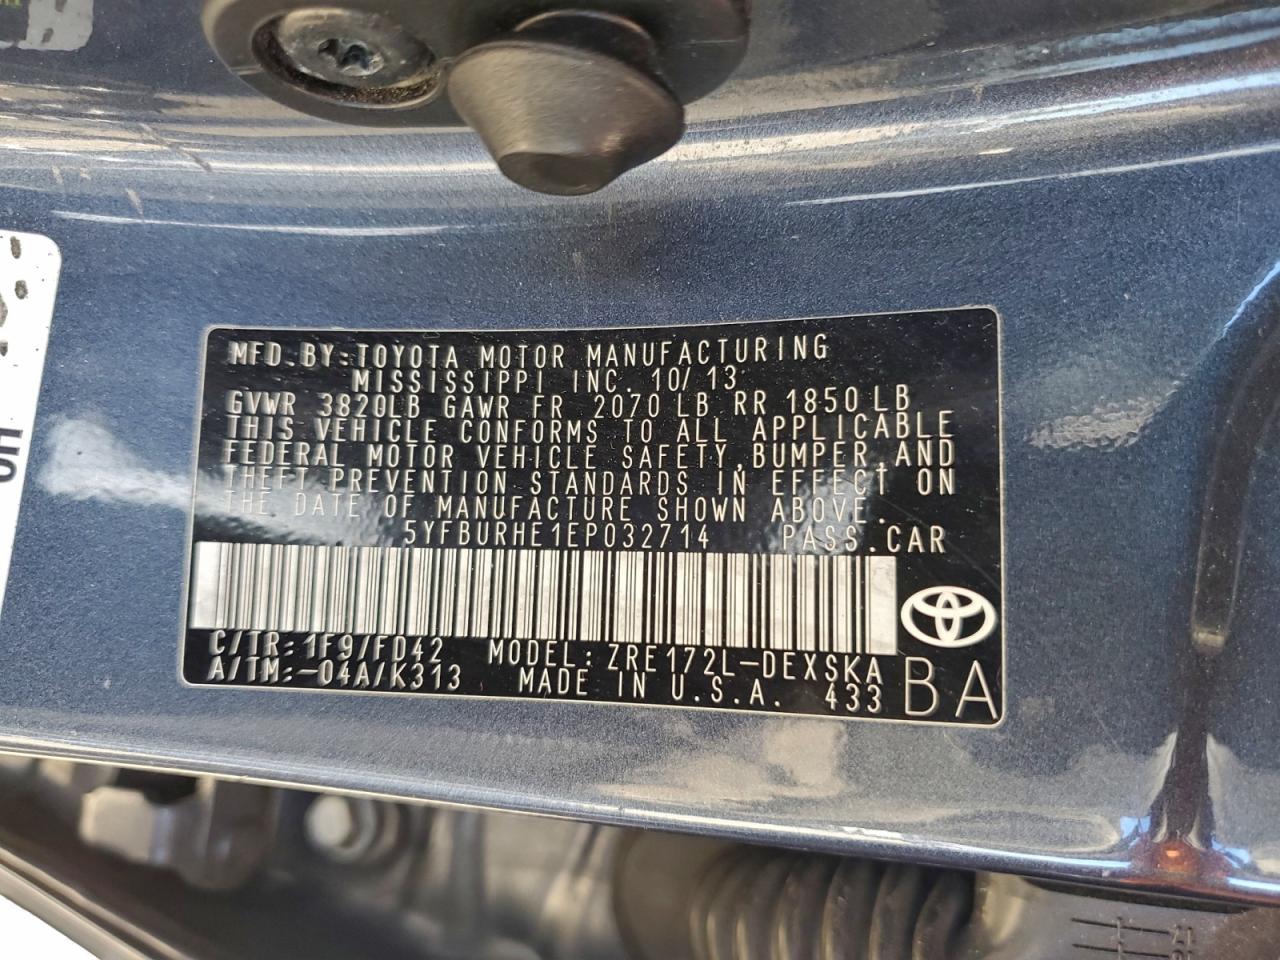 MFD.BY:TOYOTA MOTOR MANUFACTURING
MISSISSIPPI INC. 10/13
GVWR 3820LB GAWR FR 2070 LB RR 1850 LB
THIS VEHICLE CONFORMS TO ALL APPLICABLE
FEDERAL MOTOR VEHICLE SAFETY,BUMPER,AND
THEFT PREVENTION STANDARDS IN EFFECT ON
THE DATE OF MANUFACTURE SHOWN ABOVE.
5YFBURHE1EP032714 PASS.CAR
C/TR:1F9/FD42 MODEL:ZRE172L-DEXSKA
A/TM:-04A/K313 MADE IN U.S.A. 433
BA